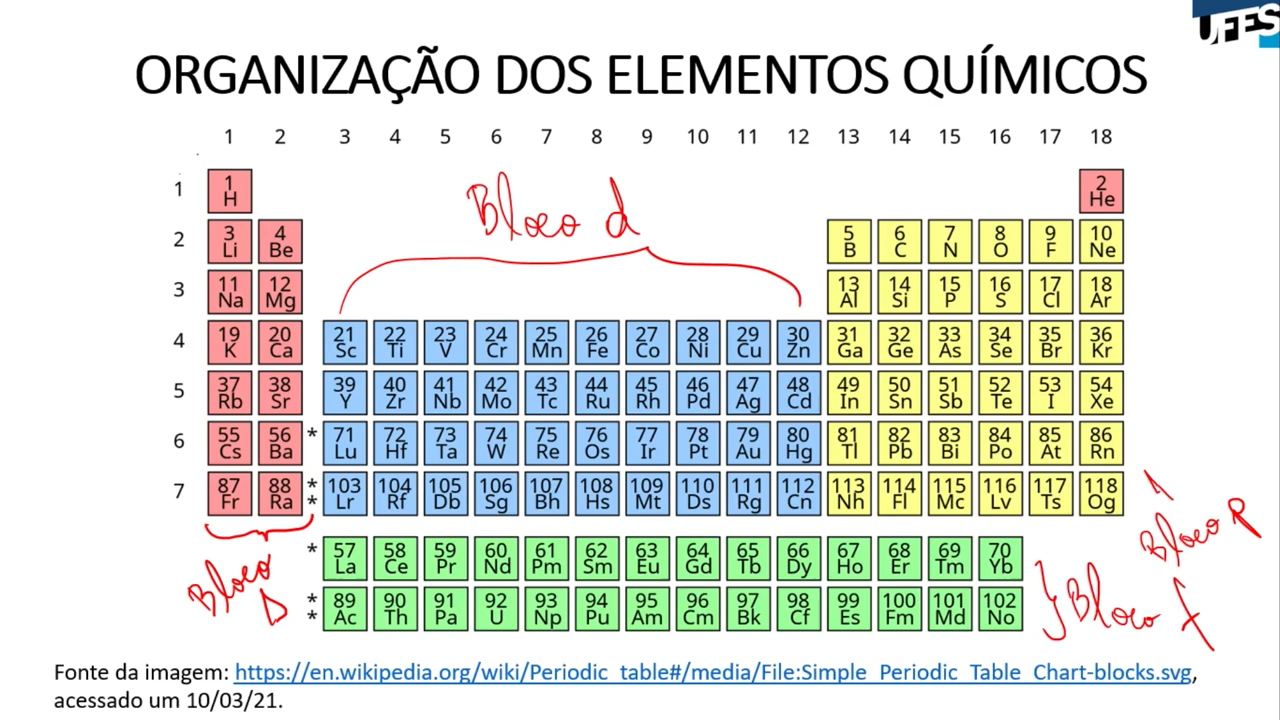 UFES
ORGANIZAÇÃO DOS ELEMENTOS QUÍMICOS
1 2 3 4 5 6 7 8 9 10 11 12 13 14 15 16 17 18
Bloco d
1 1 H 2 He
2 3 Li 4 Be 5 B 6 C 7 N 8 O 9 F 10 Ne
3 11 Na 12 Mg 13 Al 14 Si 15 P 16 S 17 Cl 18 Ar
4 19 K 20 Ca 21 Sc 22 Ti 23 V 24 Cr 25 Mn 26 Fe 27 Co 28 Ni 29 Cu 30 Zn 31 Ga 32 Ge 33 As 34 Se 35 Br 36 Kr
5 37 Rb 38 Sr 39 Y 40 Zr 41 Nb 42 Mo 43 Tc 44 Ru 45 Rh 46 Pd 47 Ag 48 Cd 49 In 50 Sn 51 Sb 52 Te 53 I 54 Xe
6 55 Cs 56 Ba * 71 Lu 72 Hf 73 Ta 74 W 75 Re 76 Os 77 Ir 78 Pt 79 Au 80 Hg 81 Tl 82 Pb 83 Bi 84 Po 85 At 86 Rn
7 87 Fr 88 Ra ** 103 Lr 104 Rf 105 Db 106 Sg 107 Bh 108 Hs 109 Mt 110 Ds 111 Rg 112 Cn 113 Nh 114 Fl 115 Mc 116 Lv 117 Ts 118 Og
Bloco p
* 57 La 58 Ce 59 Pr 60 Nd 61 Pm 62 Sm 63 Eu 64 Gd 65 Tb 66 Dy 67 Ho 68 Er 69 Tm 70 Yb
Bloco s
** 89 Ac 90 Th 91 Pa 92 U 93 Np 94 Pu 95 Am 96 Cm 97 Bk 98 Cf 99 Es 100 Fm 101 Md 102 No
Bloco f
Fonte da imagem: https://en.wikipedia.org/wiki/Periodic_table#/media/File:Simple_Periodic_Table_Chart-blocks.svg,
acessado um 10/03/21.